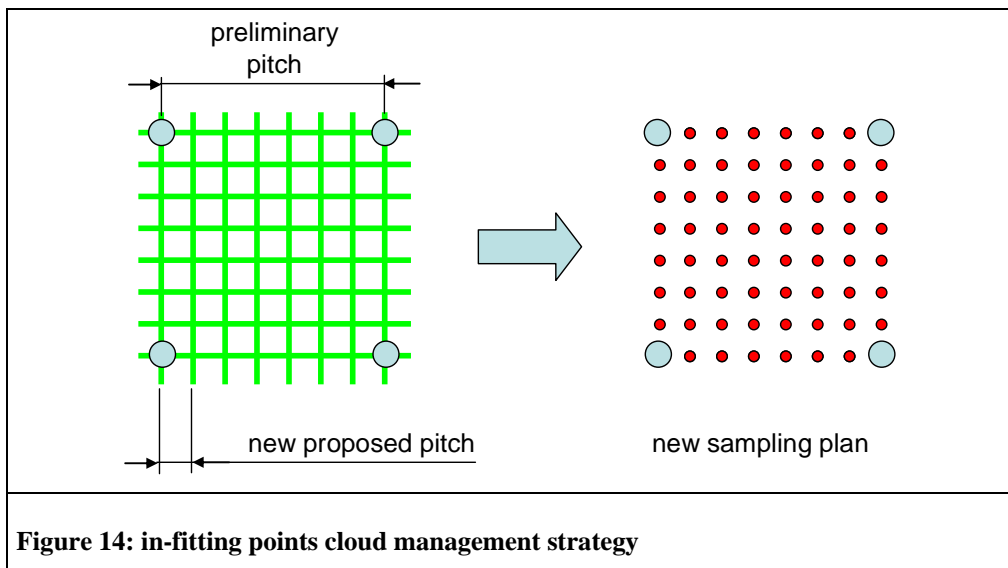 preliminary
pitch
new proposed pitch
new sampling plan
Figure 14: in-fitting points cloud management strategy